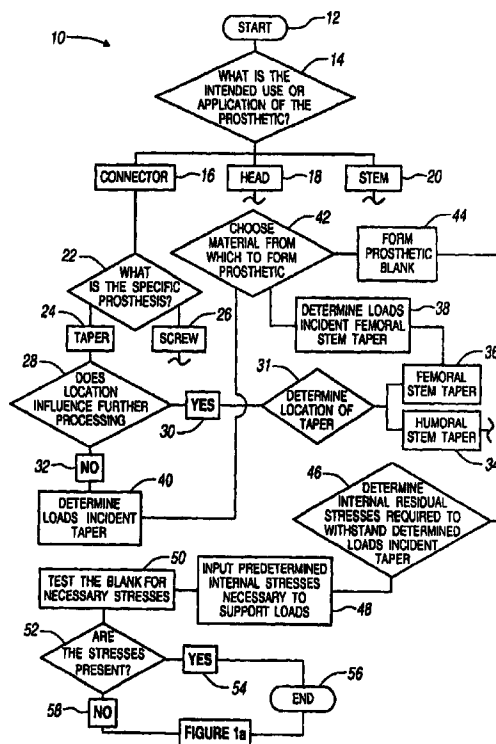 10
START
12
14
WHAT IS THE
INTENDED USE OR
APPLICATION OF THE
PROSTHETIC?
CONNECTOR
16
HEAD
18
STEM
20
42
CHOOSE
MATERIAL FROM
WHICH TO FORM
PROSTHETIC
44
FORM
PROSTHETIC
BLANK
22
WHAT
IS THE SPECIFIC
PROSTHESIS?
24
TAPER
26
SCREW
DETERMINE LOADS
INCIDENT FEMORAL
STEM TAPER
38
28
DOES
LOCATION
INFLUENCE FURTHER
PROCESSING
YES
30
31
DETERMINE
LOCATION OF
TAPER
36
FEMORAL
STEM TAPER
HUMORAL
STEM TAPER
34
32
NO
40
DETERMINE
LOADS INCIDENT
TAPER
46
DETERMINE
INTERNAL RESIDUAL
STRESSES REQUIRED TO
WITHSTAND DETERMINED
LOADS INCIDENT
TAPER
50
TEST THE BLANK FOR
NECESSARY STRESSES
INPUT PREDETERMINED
INTERNAL STRESSES
NECESSARY TO
SUPPORT LOADS
48
52
ARE
THE STRESSES
PRESENT?
YES
54
56
END
58
NO
FIGURE 1a